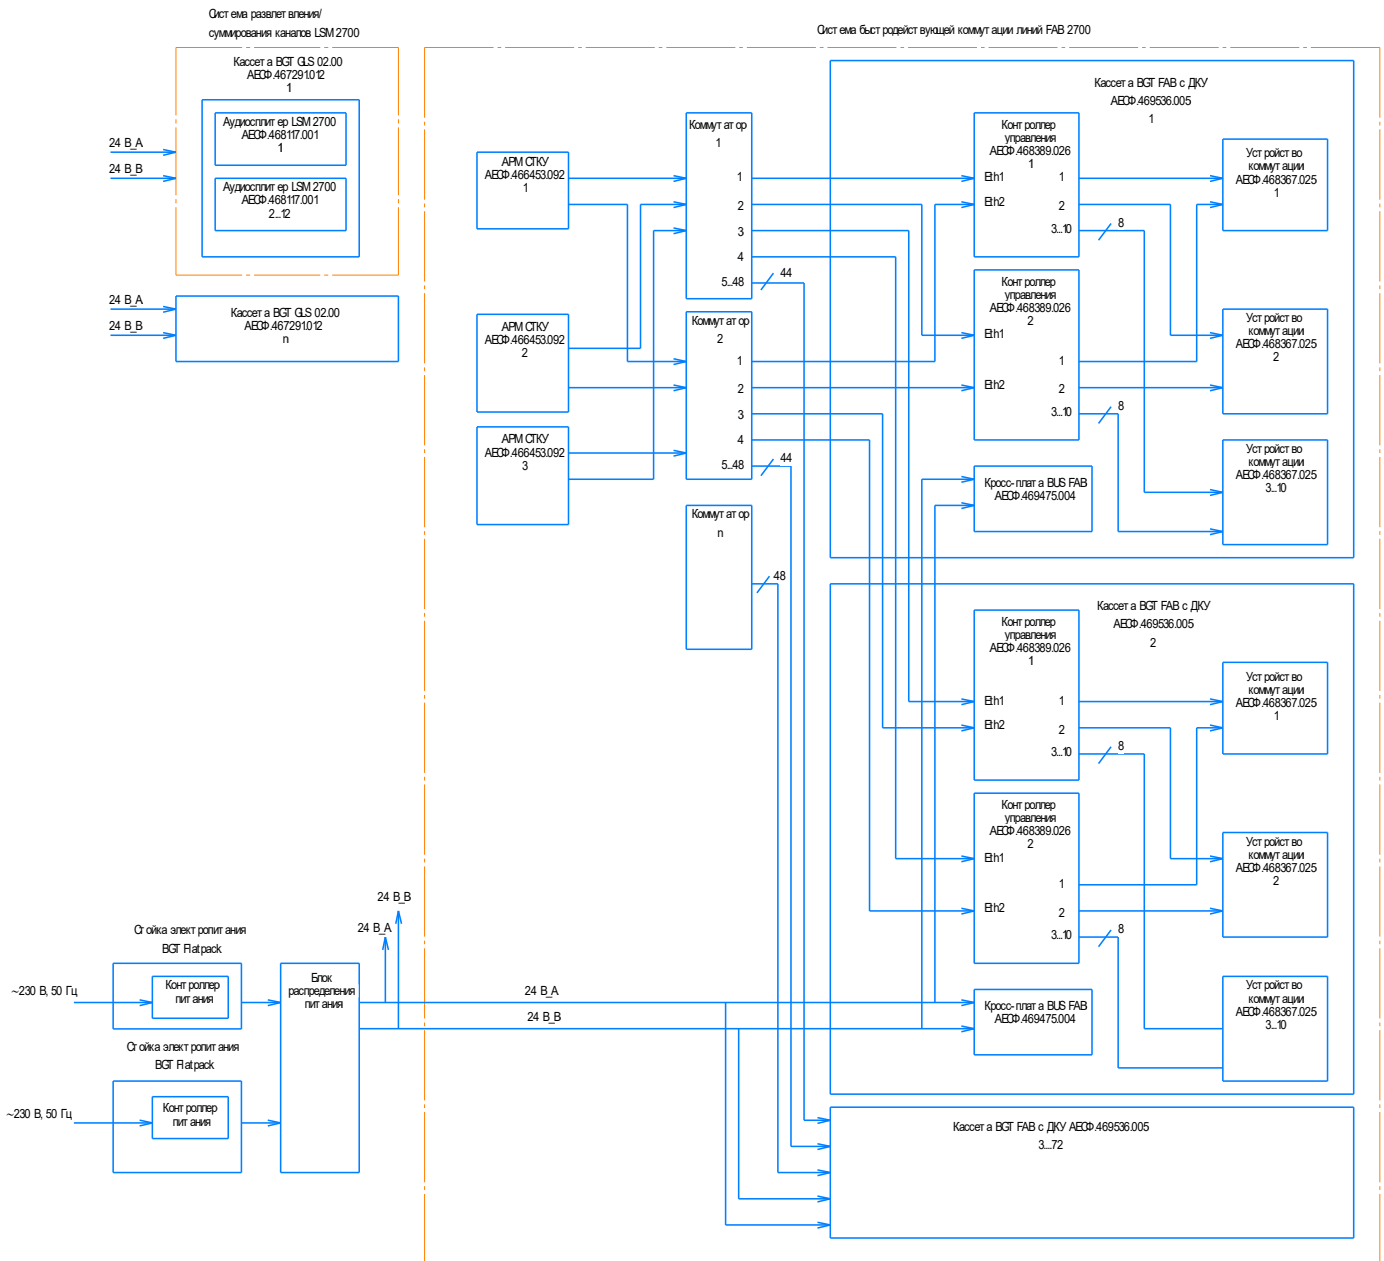 Система разветвления/
суммирования каналов LSM 2700
Кассета BGT GLS 02.00
АЕСФ.467291.012
1
Аудиосплитер LSM 2700
АЕСФ.468117.001
1
Аудиосплитер LSM 2700
АЕСФ.468117.001
2...12
24 В_А
24 В_В
24 В_А
24 В_В
Кассета BGT GLS 02.00
АЕСФ.467291.012
n
Система быстродействующей коммутации линий FAB 2700
АРМ СТКУ
АЕСФ.466453.092
1
АРМ СТКУ
АЕСФ.466453.092
2
АРМ СТКУ
АЕСФ.466453.092
3
Коммутатор
1
1
2
3
4
5...48
44
Коммутатор
2
1
2
3
4
5...48
44
Коммутатор
n
48
Кассета BGT FAB с ДКУ
АЕСФ.469536.005
1
Контроллер
управления
АЕСФ.468389.026
1
Eth1
Eth2
1
2
3...10
8
Контроллер
управления
АЕСФ.468389.026
2
Eth1
Eth2
1
2
3...10
8
Устройство
коммутации
АЕСФ.468367.025
1
Устройство
коммутации
АЕСФ.468367.025
2
Устройство
коммутации
АЕСФ.468367.025
3...10
Кросс-плата BUS FAB
АЕСФ.469475.004
Кассета BGT FAB с ДКУ
АЕСФ.469536.005
2
Контроллер
управления
АЕСФ.468389.026
1
Eth1
Eth2
1
2
3...10
8
Контроллер
управления
АЕСФ.468389.026
2
Eth1
Eth2
1
2
3...10
8
Устройство
коммутации
АЕСФ.468367.025
1
Устройство
коммутации
АЕСФ.468367.025
2
Устройство
коммутации
АЕСФ.468367.025
3...10
Кросс-плата BUS FAB
АЕСФ.469475.004
Кассета BGT FAB с ДКУ АЕСФ.469536.005
3...72
24 В_В
24 В_А
24 В_А
24 В_В
Стойка электропитания
BGT Flatpack
~230 В, 50 Гц
Контроллер
питания
Блок
распределения
питания
Стойка электропитания
BGT Flatpack
~230 В, 50 Гц
Контроллер
питания